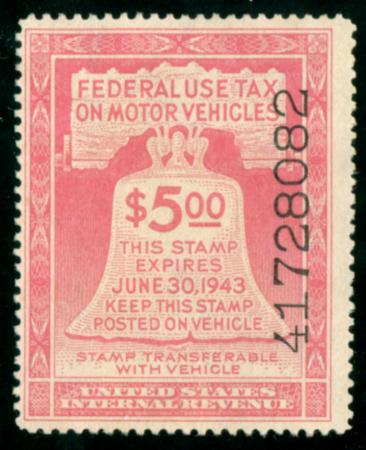 FEDERAL USE TAX
ON MOTOR VEHICLES
$5.00
THIS STAMP
EXPIRES
JUNE 30, 1943
KEEP THIS STAMP
POSTED ON VEHICLE
STAMP TRANSFERABLE
WITH VEHICLE
UNITED STATES
INTERNAL REVENUE
41728082